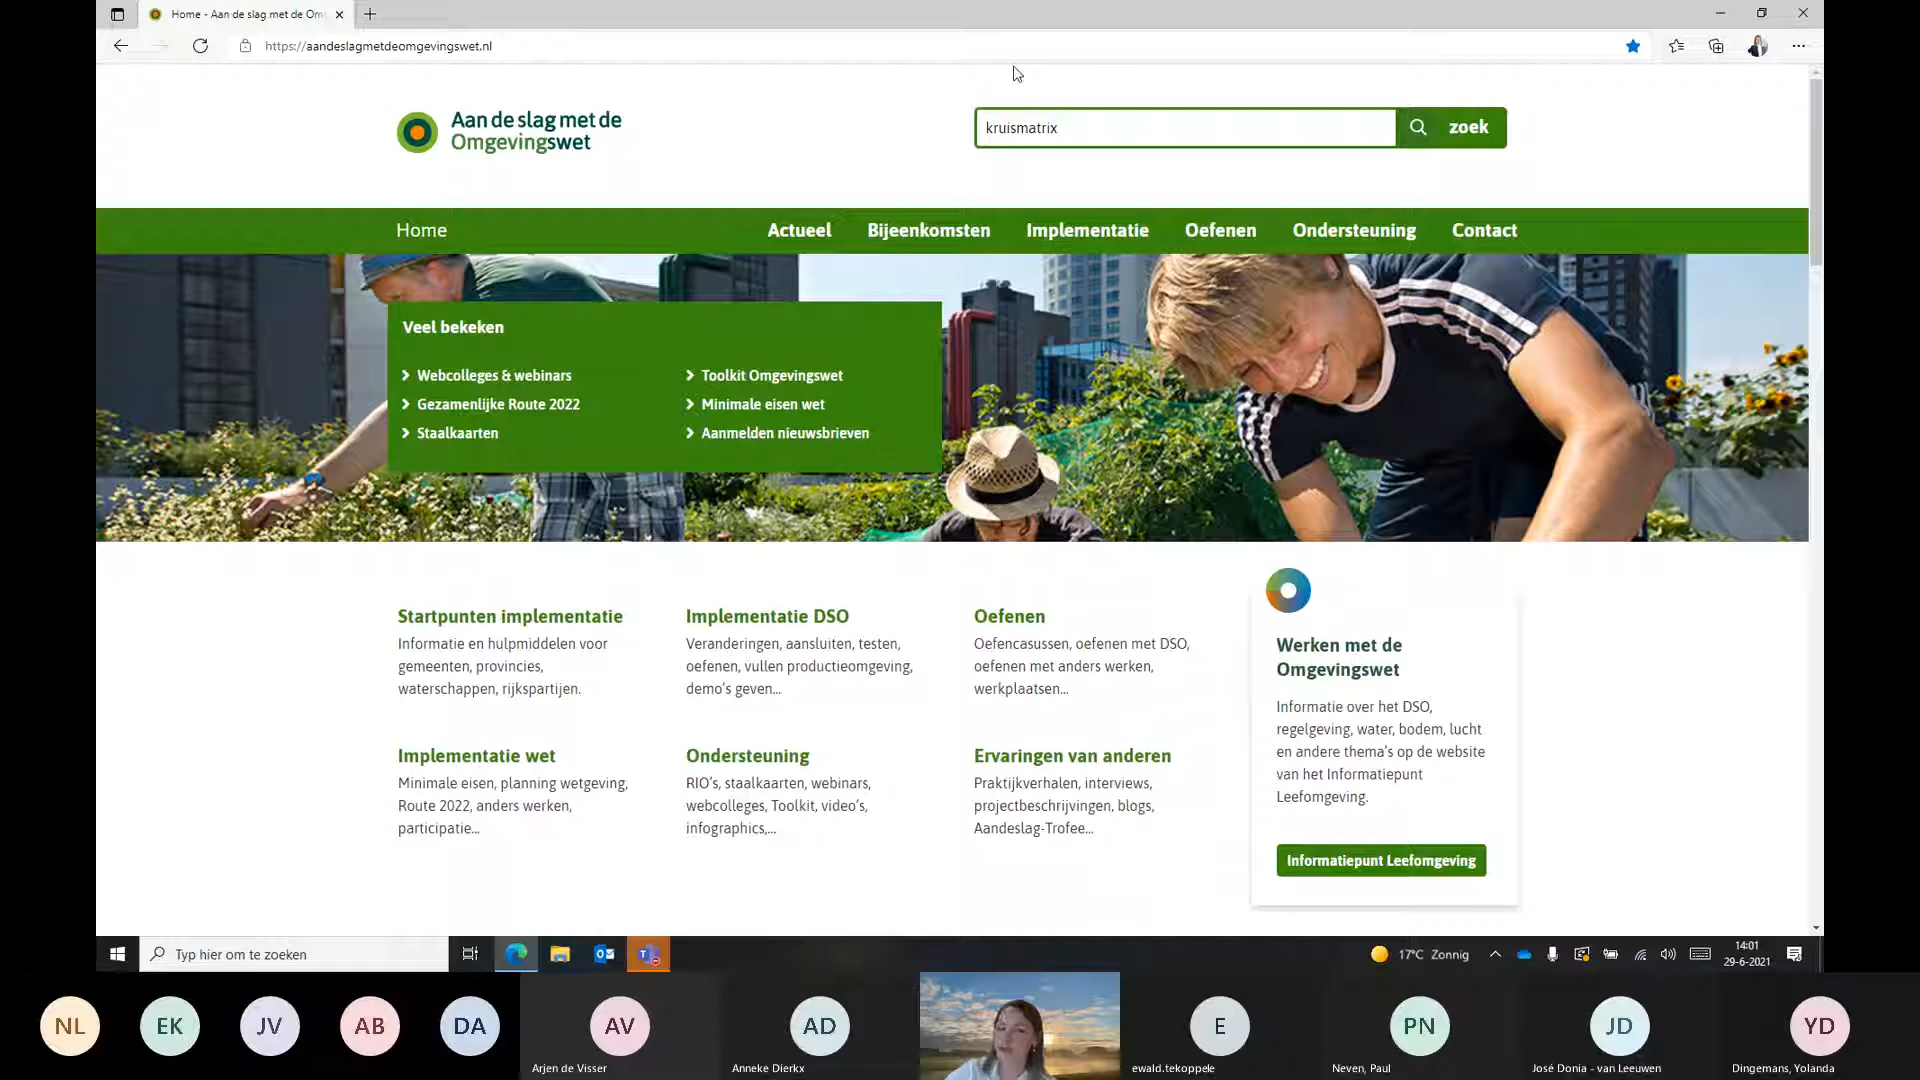 Home - Aan de slag met de Om
https://aandeslagmetdeomgevingswet.nl
Aan de slag met de
Omgevingswet
kruismatrix
zoek
Home
Actueel
Bijeenkomsten
Implementatie
Oefenen
Ondersteuning
Contact
Veel bekeken
Webcolleges & webinars
Gezamenlijke Route 2022
Staalkaarten
Toolkit Omgevingswet
Minimale eisen wet
Aanmelden nieuwsbrieven
Startpunten implementatie
Informatie en hulpmiddelen voor
gemeenten, provincies,
waterschappen, rijkspartijen.
Implementatie DSO
Veranderingen, aansluiten, testen,
oefenen, vullen productieomgeving,
demo's geven...
Oefenen
Oefencasussen, oefenen met DSO,
oefenen met anders werken,
werkplaatsen...
Werken met de
Omgevingswet
Informatie over het DSO,
regelgeving, water, bodem, lucht
en andere thema's op de website
van het Informatiepunt
Leefomgeving.
Informatiepunt Leefomgeving
Implementatie wet
Minimale eisen, planning wetgeving,
Route 2022, anders werken,
participatie...
Ondersteuning
RIO's, staalkaarten, webinars,
webcolleges, Toolkit, video's,
infographics,...
Ervaringen van anderen
Praktijkverhalen, interviews,
projectbeschrijvingen, blogs,
Aandeslag-Trofee...
Typ hier om te zoeken
17°C Zonnig
14:01
29-6-2021
NL
EK
JV
AB
DA
AV
Arjen de Visser
AD
Anneke Dierkx
E
ewald.tekoppele
PN
Neven, Paul
JD
José Donia - van Leeuwen
YD
Dingemans, Yolanda